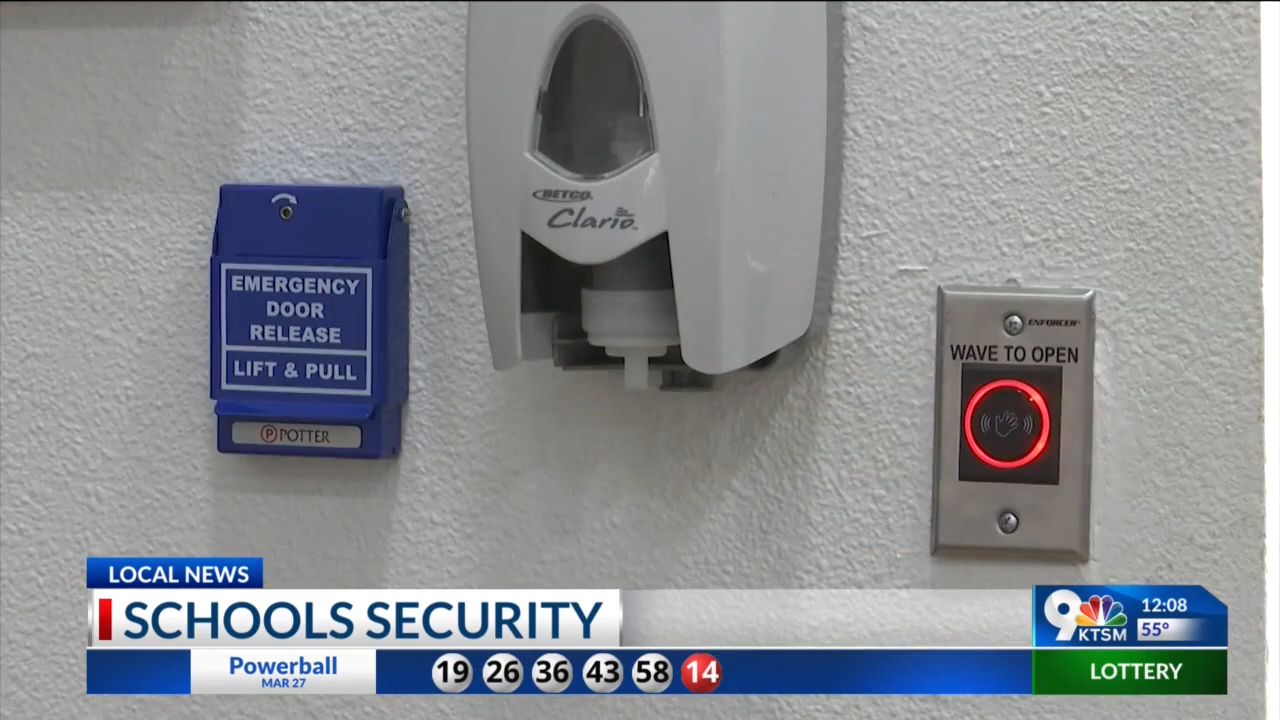 BETCO
Clario
EMERGENCY
DOOR
RELEASE
LIFT & PULL
P POTTER
ENFORCER
WAVE TO OPEN
LOCAL NEWS
SCHOOLS SECURITY
9 KTSM
12:08
55°
Powerball
MAR 27
19 26 36 43 58 14
LOTTERY